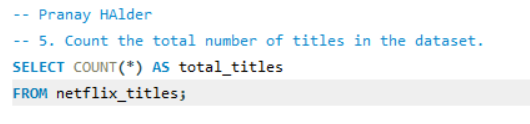 -- Pranay HAlder
-- 5. Count the total number of titles in the dataset.
SELECT COUNT(*) AS total_titles
FROM netflix_titles;